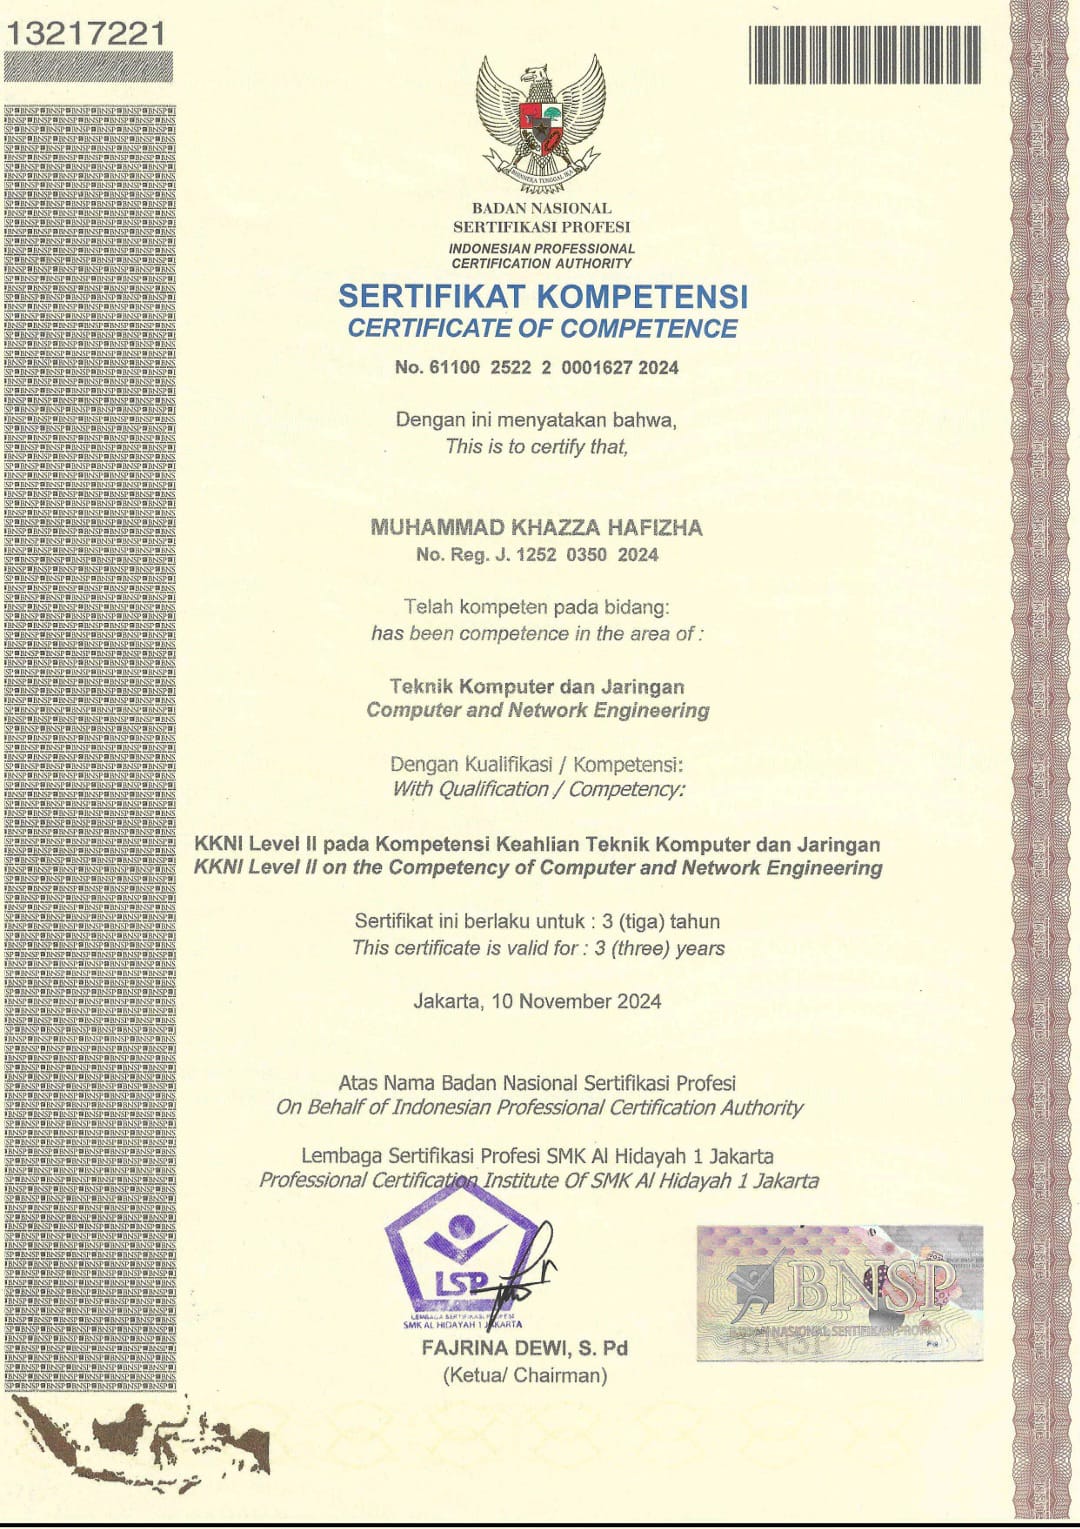 13217221
BHINNEKA TUNGGAL IKA
BADAN NASIONAL
SERTIFIKASI PROFESI
INDONESIAN PROFESSIONAL
CERTIFICATION AUTHORITY
SERTIFIKAT KOMPETENSI
CERTIFICATE OF COMPETENCE
No. 61100 2522 2 0001627 2024
Dengan ini menyatakan bahwa,
This is to certify that,
MUHAMMAD KHAZZA HAFIZHA
No. Reg. J. 1252 0350 2024
Telah kompeten pada bidang:
has been competence in the area of :
Teknik Komputer dan Jaringan
Computer and Network Engineering
Dengan Kualifikasi / Kompetensi:
With Qualification / Competency:
KKNI Level II pada Kompetensi Keahlian Teknik Komputer dan Jaringan
KKNI Level II on the Competency of Computer and Network Engineering
Sertifikat ini berlaku untuk : 3 (tiga) tahun
This certificate is valid for : 3 (three) years
Jakarta, 10 November 2024
Atas Nama Badan Nasional Sertifikasi Profesi
On Behalf of Indonesian Professional Certification Authority
Lembaga Sertifikasi Profesi SMK Al Hidayah 1 Jakarta
Professional Certification Institute Of SMK Al Hidayah 1 Jakarta
LSP
LEMBAGA SERTIFIKASI PROFESI
SMK AL HIDAYAH 1 JAKARTA
BNSP
BADAN NASIONAL SERTIFIKASI PROFESI
BNSP
FAJRINA DEWI, S. Pd
(Ketua/ Chairman)